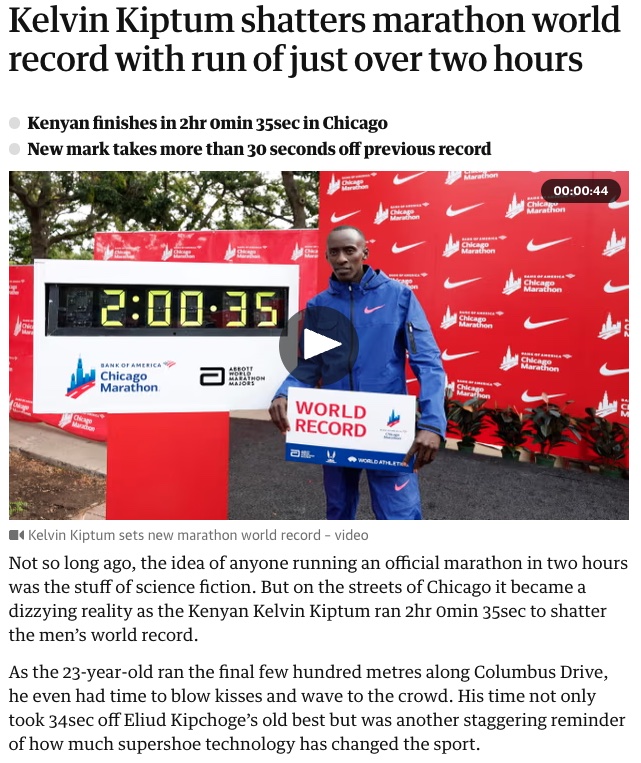 Kelvin Kiptum shatters marathon world
record with run of just over two hours
Kenyan finishes in 2hr 0min 35sec in Chicago
New mark takes more than 30 seconds off previous record
00:00:44
2:00:35
BANK OF AMERICA
Chicago
Marathon
ABBOTT
WORLD
MARATHON
MAJORS
WORLD
RECORD
BANK OF AMERICA
Chicago
Marathon
Kelvin Kiptum sets new marathon world record – video
Not so long ago, the idea of anyone running an official marathon in two hours
was the stuff of science fiction. But on the streets of Chicago it became a
dizzying reality as the Kenyan Kelvin Kiptum ran 2hr 0min 35sec to shatter
the men’s world record.
As the 23-year-old ran the final few hundred metres along Columbus Drive,
he even had time to blow kisses and wave to the crowd. His time not only
took 34sec off Eliud Kipchoge’s old best but was another staggering reminder
of how much supershoe technology has changed the sport.